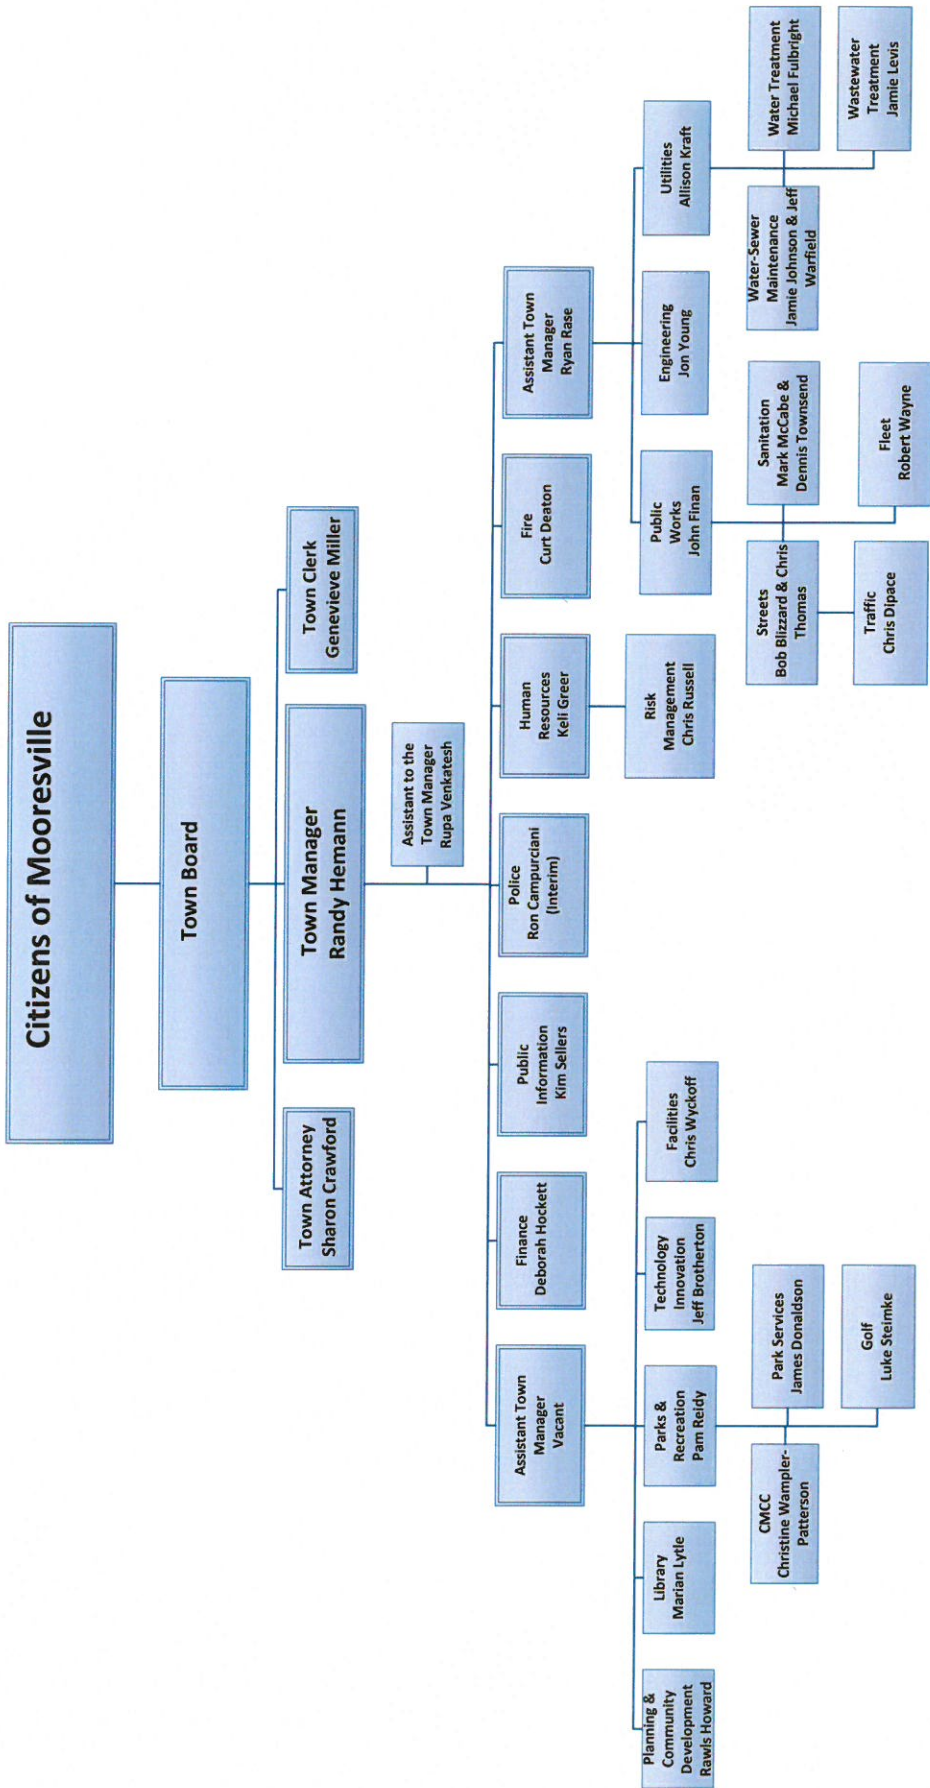 Citizens of Mooresville
Town Board
Town Attorney
Sharon Crawford
Town Manager
Randy Hemann
Town Clerk
Genevieve Miller
Assistant to the
Town Manager
Rupa Venkatesh
Assistant Town
Manager
Vacant
Finance
Deborah Hockett
Public
Information
Kim Sellers
Police
Ron Campurciani
(Interim)
Human
Resources
Keli Greer
Fire
Curt Deaton
Assistant Town
Manager
Ryan Rase
Planning &
Community
Development
Rawls Howard
Library
Marian Lytle
Parks &
Recreation
Pam Reidy
Technology
Innovation
Jeff Brotherton
Facilities
Chris Wyckoff
Risk
Management
Chris Russell
Public
Works
John Finan
Engineering
Jon Young
Utilities
Allison Kraft
CMCC
Christine Wampler-
Patterson
Park Services
James Donaldson
Streets
Bob Blizzard & Chris
Thomas
Sanitation
Mark McCabe &
Dennis Townsend
Water-Sewer
Maintenance
Jamie Johnson & Jeff
Warfield
Water Treatment
Michael Fulbright
Golf
Luke Steimke
Traffic
Chris Dipace
Fleet
Robert Wayne
Wastewater
Treatment
Jamie Levis